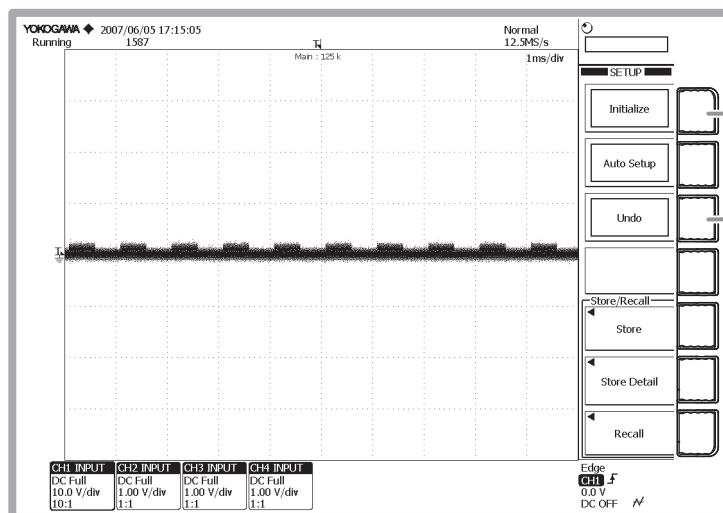 YOKOGAWA ◆ 2007/06/05 17:15:05
Normal
Running 1587
12.5MS/s
T
Main : 125 k
1ms/div
T
SETUP
Initialize
Auto Setup
Undo
Store/Recall
Store
Store Detail
Recall
CH1 INPUT
DC Full
10.0 V/div
10:1
CH2 INPUT
DC Full
1.00 V/div
1:1
CH3 INPUT
DC Full
1.00 V/div
1:1
CH4 INPUT
DC Full
1.00 V/div
1:1
Edge
CH1
0.0 V
DC OFF